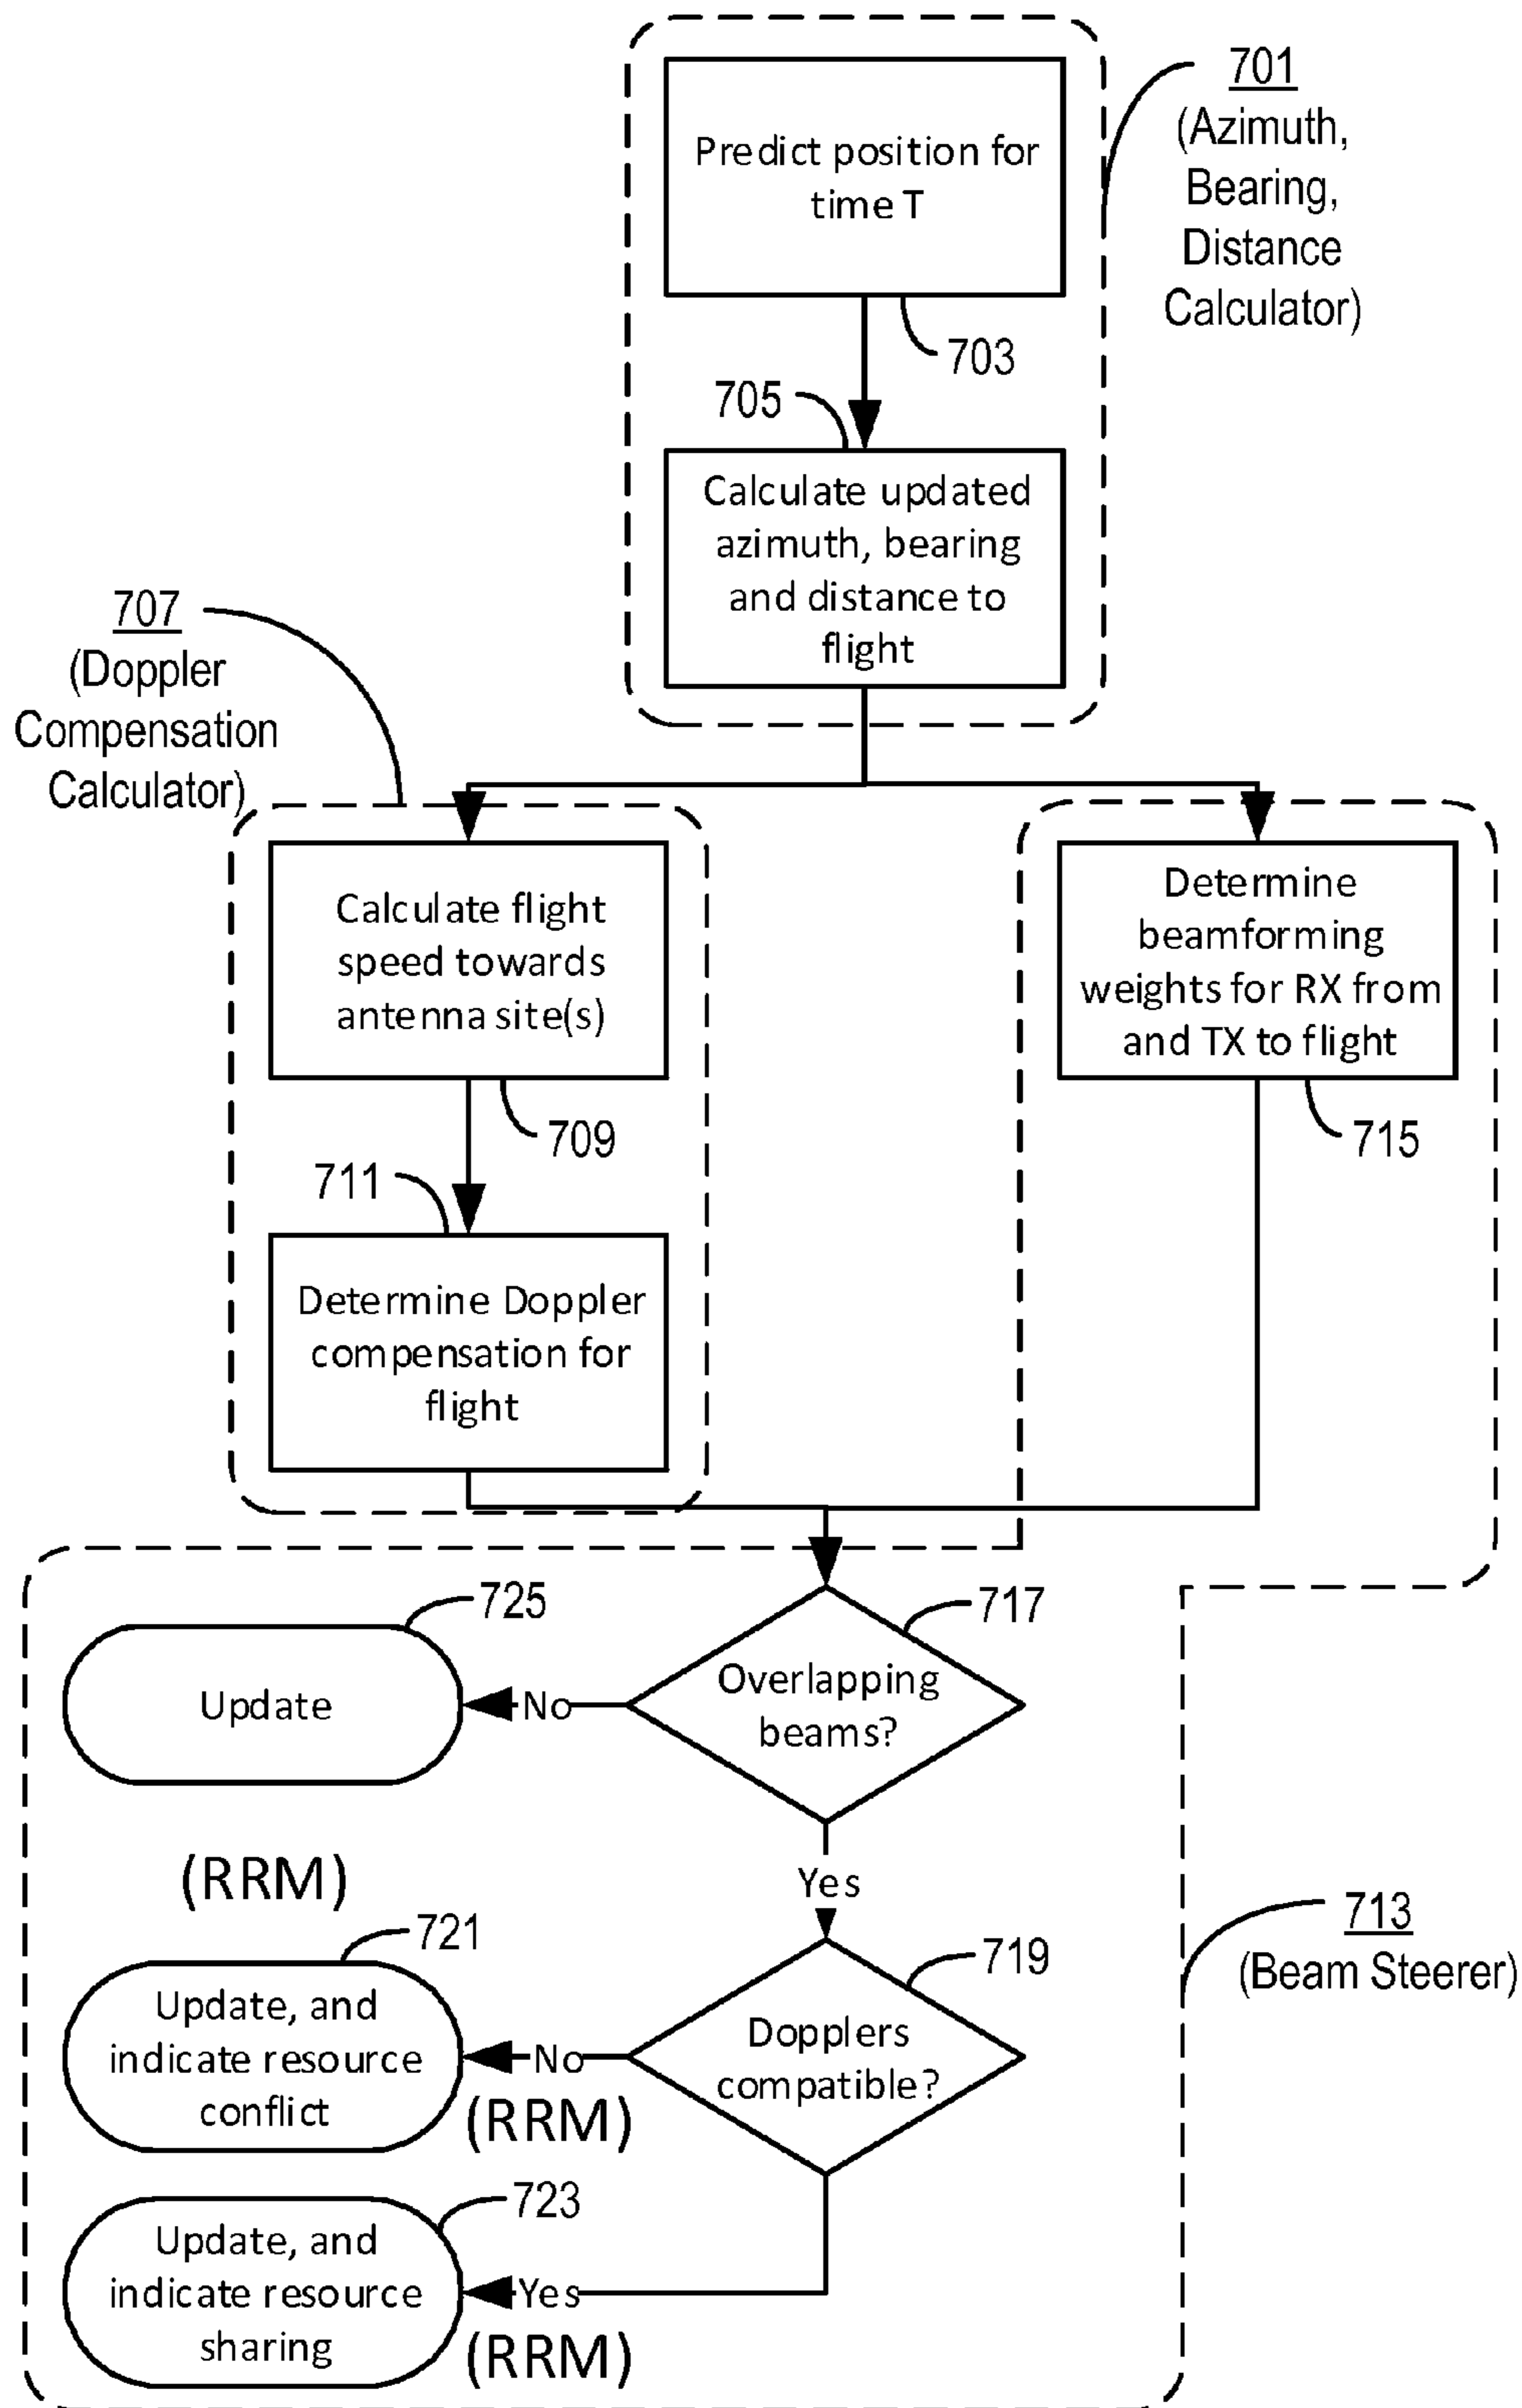 Predict position for
time T
701
(Azimuth,
Bearing,
Distance
Calculator)
703
705
Calculate updated
azimuth, bearing
and distance to
flight
707
(Doppler
Compensation
Calculator)
Calculate flight
speed towards
antenna site(s)
709
Determine
beamforming
weights for RX from
and TX to flight
715
711
Determine Doppler
compensation for
flight
725
Update
No
717
Overlapping
beams?
(RRM)
Yes
713
(Beam Steerer)
721
Update, and
indicate resource
conflict
No
(RRM)
719
Dopplers
compatible?
723
Update, and
indicate resource
sharing
Yes
(RRM)